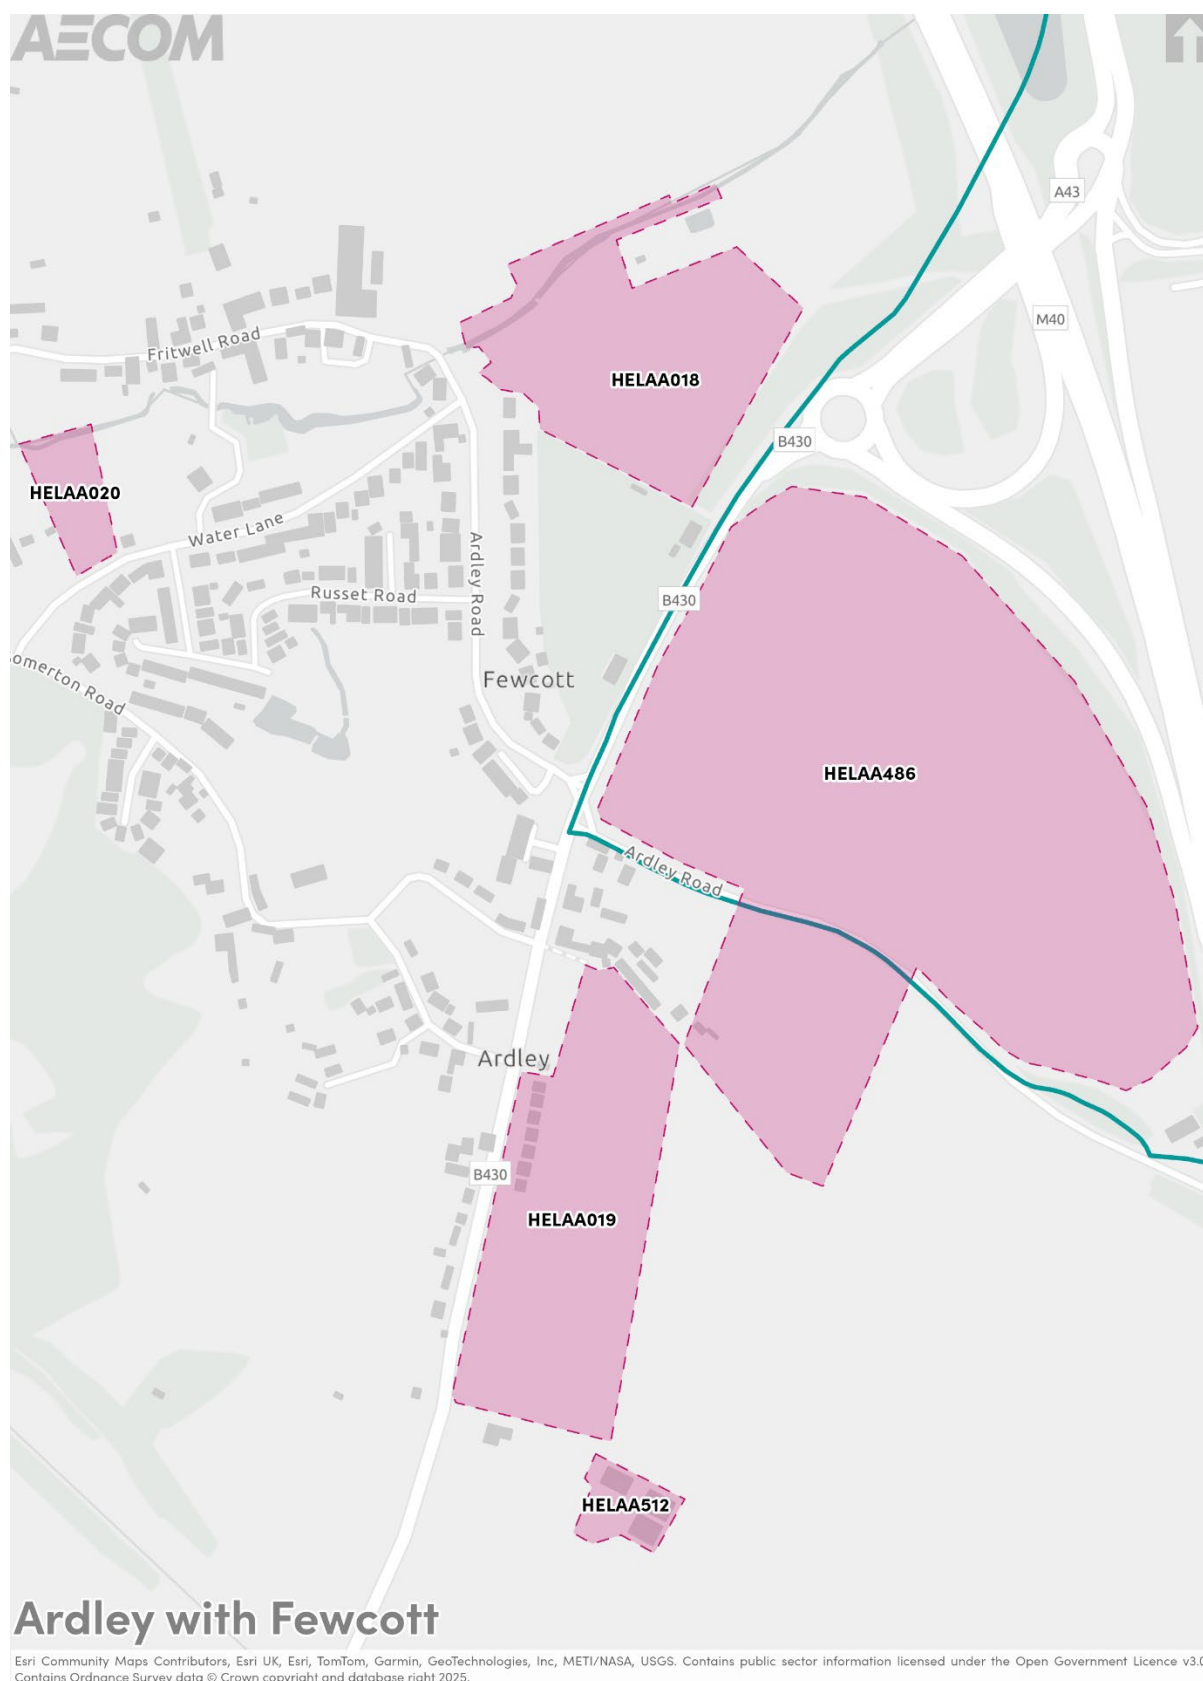 AECOM
A43
M40
Fritwell Road
HELAA018
B430
HELAA020
Water Lane
Ardley Road
Russet Road
B430
omerton Road
Fewcott
HELAA486
Ardley Road
Ardley
B430
HELAA019
HELAA512
Ardley with Fewcott
Esri Community Maps Contributors, Esri UK, Esri, TomTom, Garmin, GeoTechnologies, Inc, METI/NASA, USGS. Contains public sector information licensed under the Open Government Licence v3.0
Contains Ordnance Survey data © Crown copyright and database right 2025.